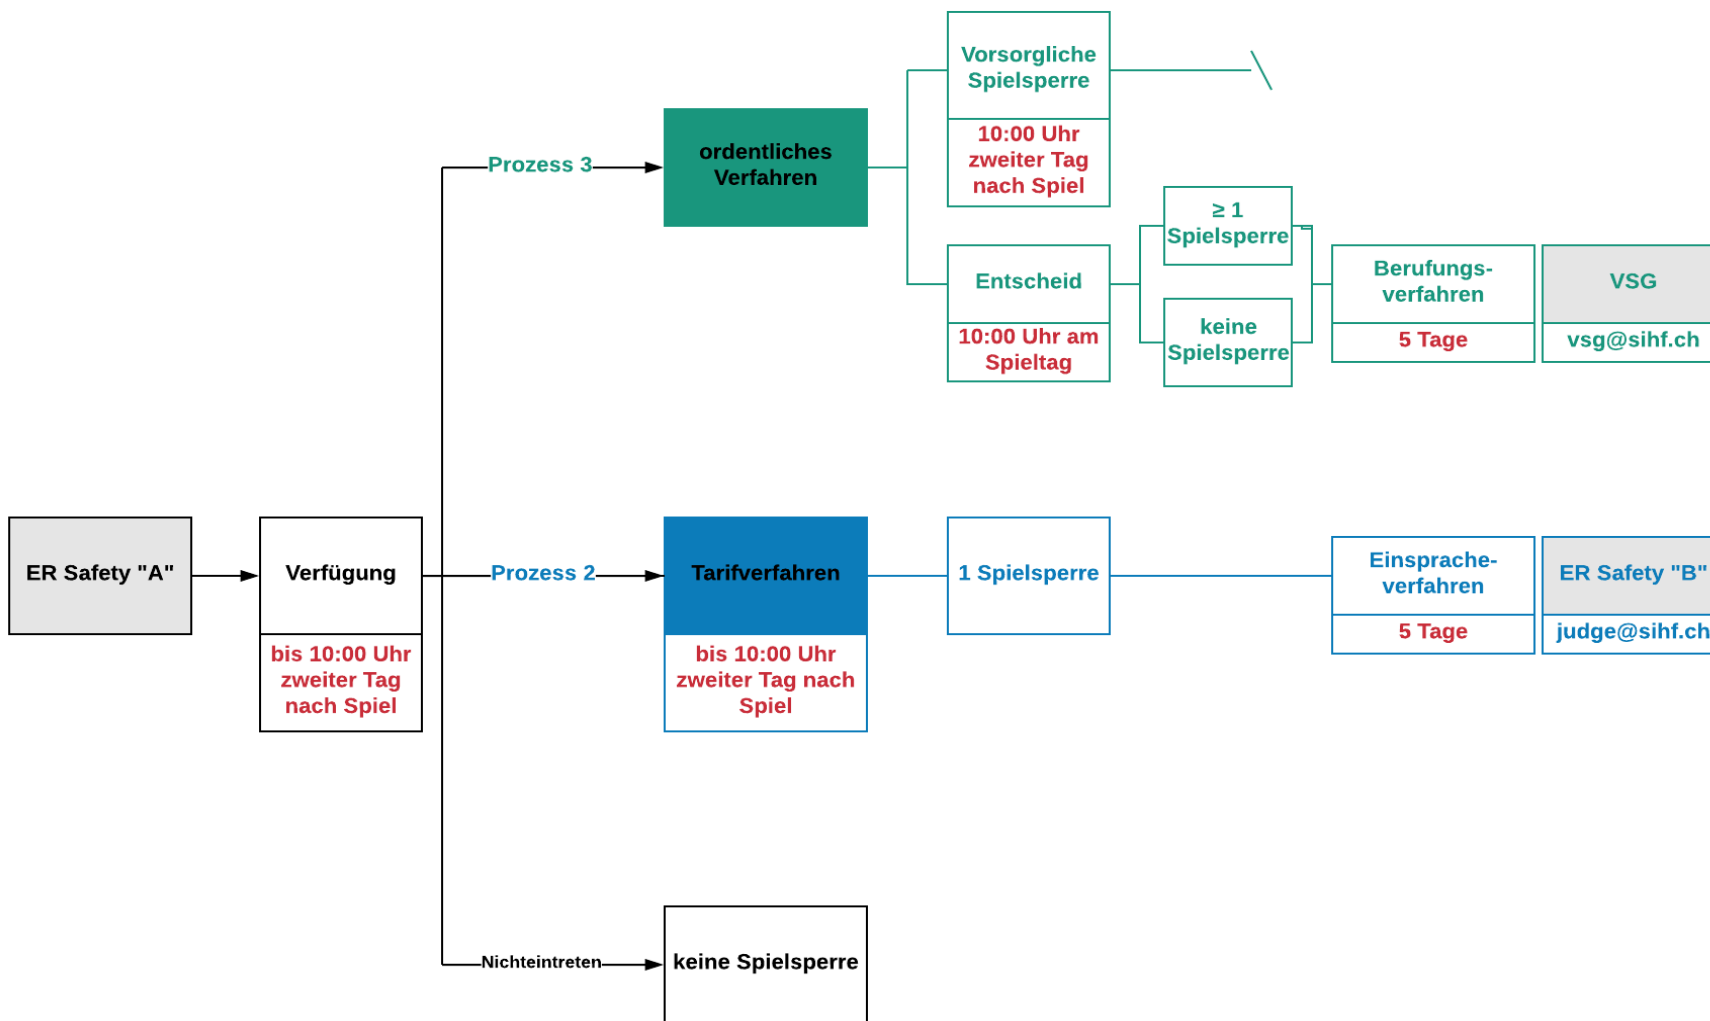 Vorsorgliche
Spielsperre
10:00 Uhr
zweiter Tag
nach Spiel
Prozess 3
ordentliches
Verfahren
≥ 1
Spielsperre
Entscheid
10:00 Uhr am
Spieltag
keine
Spielsperre
Berufungs-
verfahren
5 Tage
VSG
vsg@sihf.ch
ER Safety "A"
Verfügung
bis 10:00 Uhr
zweiter Tag
nach Spiel
Prozess 2
Tarifverfahren
bis 10:00 Uhr
zweiter Tag nach
Spiel
1 Spielsperre
Einsprache-
verfahren
5 Tage
ER Safety "B"
judge@sihf.ch
Nichteintreten
keine Spielsperre